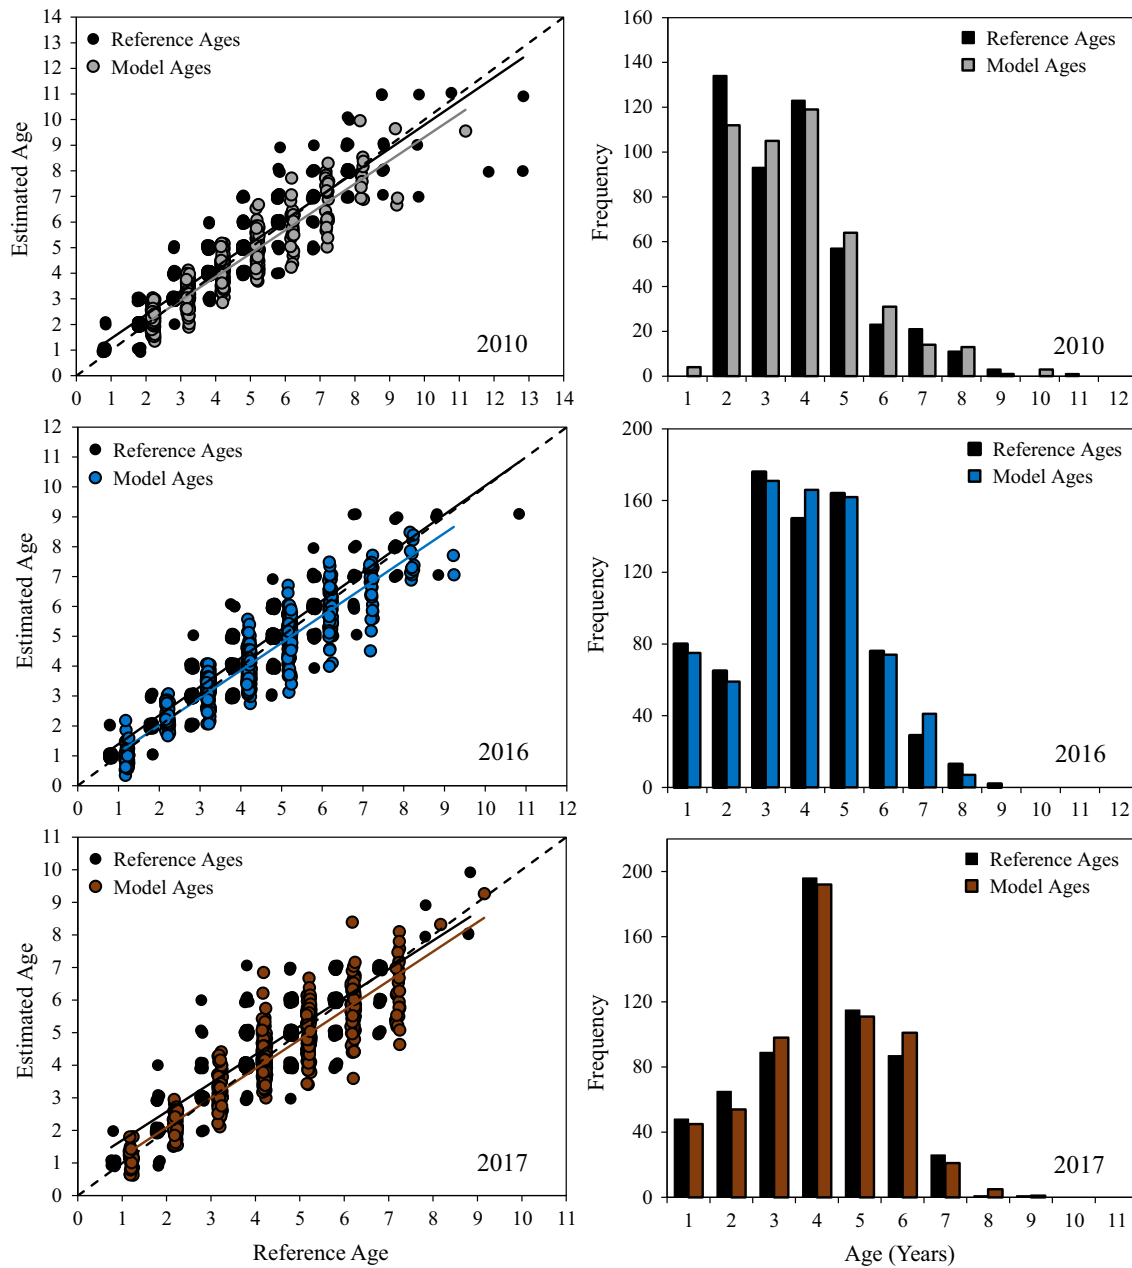 14
13
12
11
10
9
8
7
6
5
4
3
2
1
0
Estimated Age
Reference Ages
Model Ages
2010
0 1 2 3 4 5 6 7 8 9 10 11 12 13 14
160
140
120
100
80
60
40
20
0
Frequency
Reference Ages
Model Ages
2010
1 2 3 4 5 6 7 8 9 10 11 12
12
11
10
9
8
7
6
5
4
3
2
1
0
Estimated Age
Reference Ages
Model Ages
2016
0 1 2 3 4 5 6 7 8 9 10 11 12
200
160
120
80
40
0
Frequency
Reference Ages
Model Ages
2016
1 2 3 4 5 6 7 8 9 10 11 12
11
10
9
8
7
6
5
4
3
2
1
0
Estimated Age
Reference Ages
Model Ages
2017
0 1 2 3 4 5 6 7 8 9 10 11
Reference Age
200
160
120
80
40
0
Frequency
Reference Ages
Model Ages
2017
1 2 3 4 5 6 7 8 9 10 11
Age (Years)